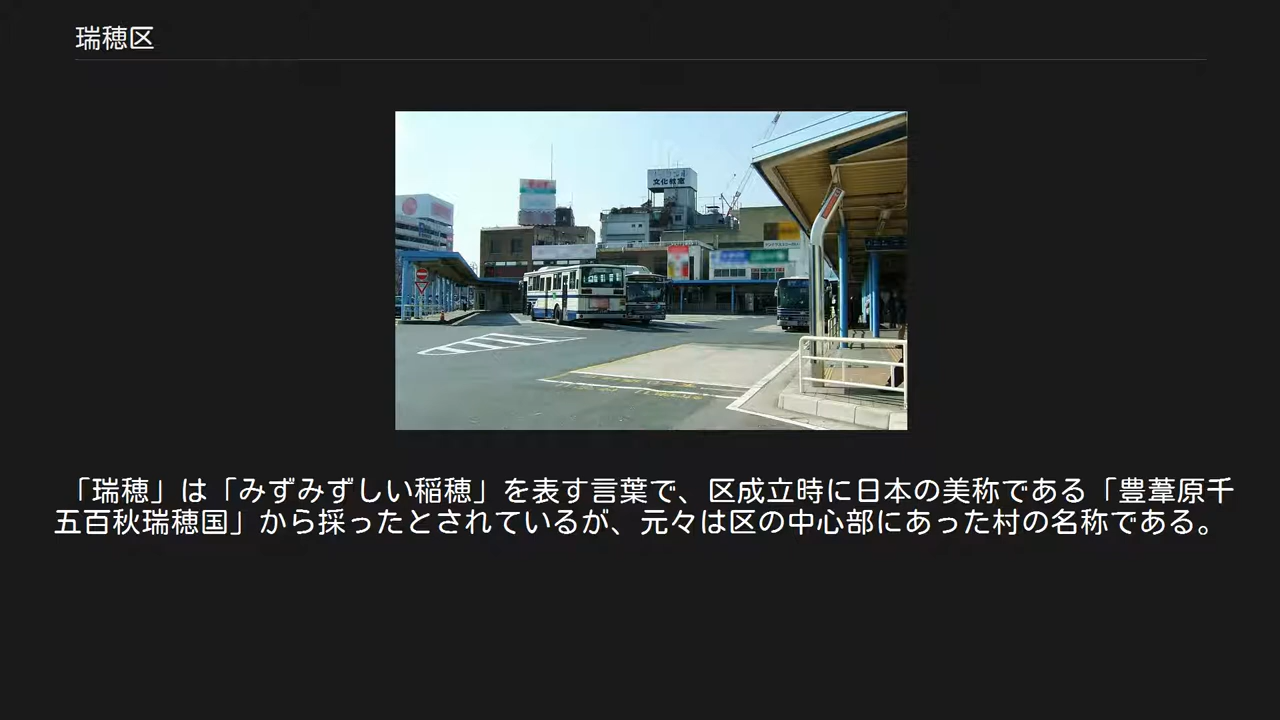 瑞穂区
文化教室
「瑞穂」は「みずみずしい稲穂」を表す言葉で、区成立時に日本の美称である「豊葦原千
五百秋瑞穂国」から採ったとされているが、元々は区の中心部にあった村の名称である。